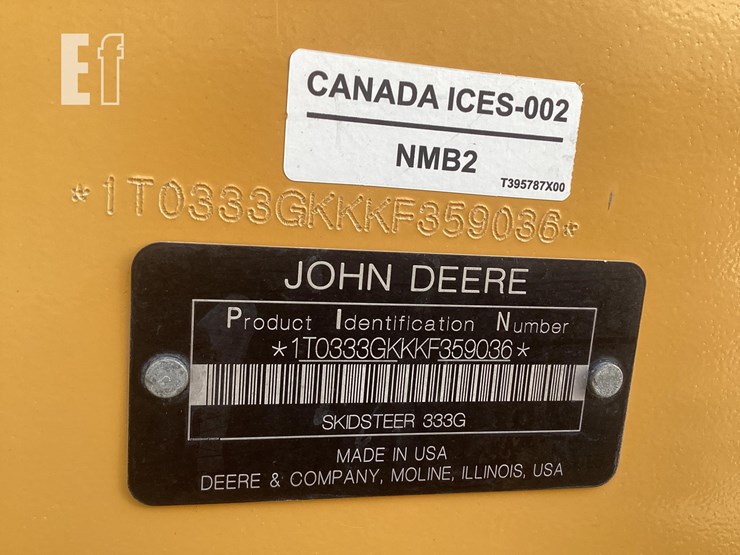 Ef
CANADA ICES-002
NMB2
T395787X00
*1T0333GKKKF359036*
JOHN DEERE
Product Identification Number
*1T0333GKKKF359036*
SKIDSTEER 333G
MADE IN USA
DEERE & COMPANY, MOLINE, ILLINOIS, USA